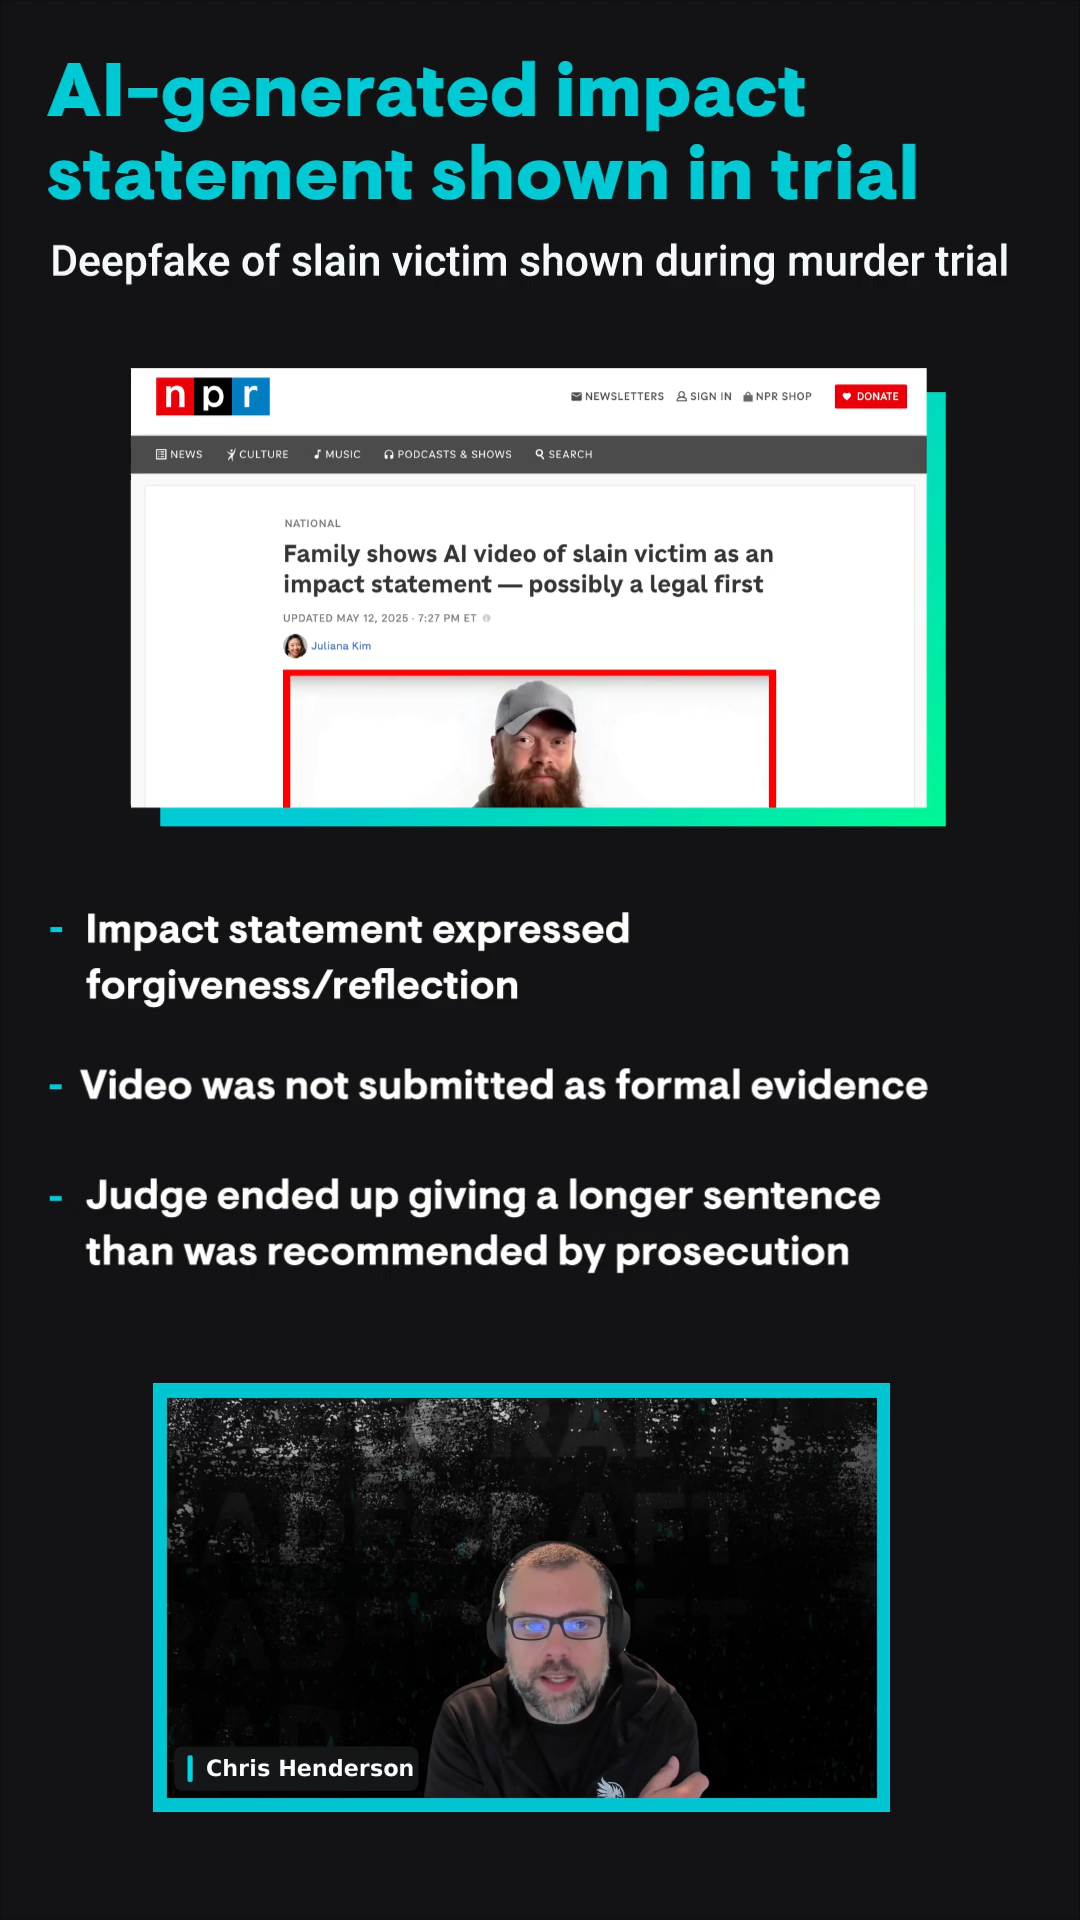 AI-generated impact
statement shown in trial
Deepfake of slain victim shown during murder trial
npr
NEWSLETTERS SIGN IN NPR SHOP DONATE
NEWS CULTURE MUSIC PODCASTS & SHOWS SEARCH
NATIONAL
Family shows AI video of slain victim as an
impact statement — possibly a legal first
UPDATED MAY 12, 2025 · 7:27 PM ET
Juliana Kim
- Impact statement expressed
forgiveness/reflection
- Video was not submitted as formal evidence
- Judge ended up giving a longer sentence
than was recommended by prosecution
Chris Henderson